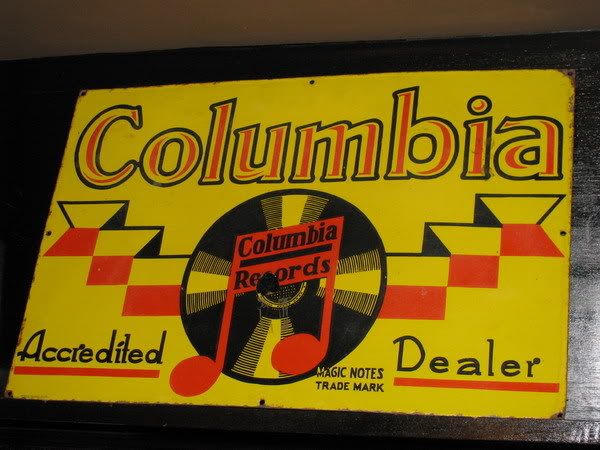 Columbia
Columbia
Records
Accredited
Dealer
MAGIC NOTES
TRADE MARK